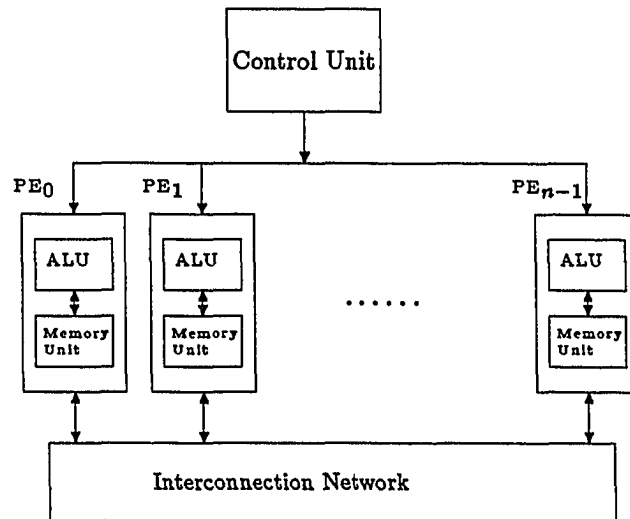 Control Unit
PE0 PE1 PEn−1
ALU ALU ALU
Memory Unit Memory Unit Memory Unit
......
Interconnection Network